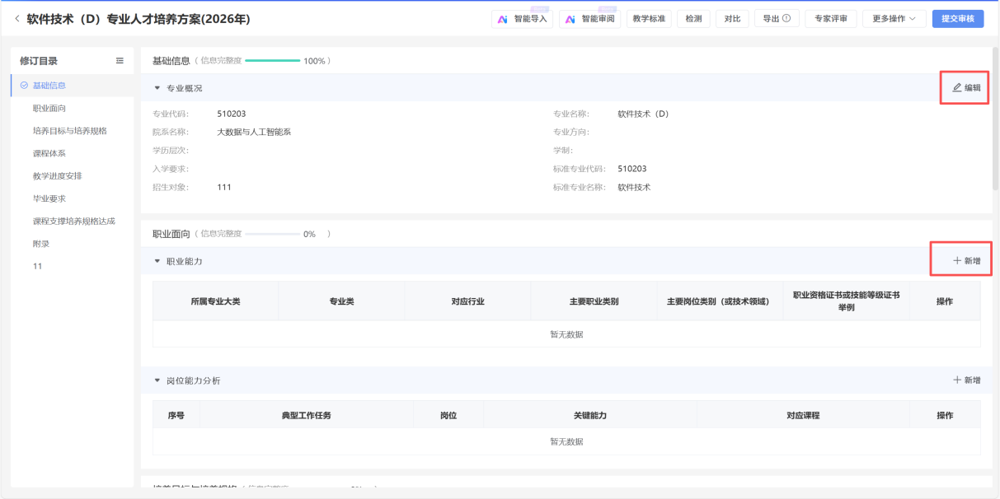 软件技术（D）专业人才培养方案(2026年)
智能导入 智能审阅 教学标准 检测 对比 导出 专家评审 更多操作 提交审核
修订目录
基础信息
职业面向
培养目标与培养规格
课程体系
教学进度安排
毕业要求
课程支撑培养规格达成
附录
11
基础信息（信息完整度 100%）
专业概况 编辑
专业代码： 510203 专业名称： 软件技术（D）
院系名称： 大数据与人工智能系 专业方向：
学历层次： 学制：
入学要求： 标准专业代码： 510203
招生对象： 111 标准专业名称： 软件技术
职业面向（信息完整度 0% ）
职业能力 新增
所属专业大类 专业类 对应行业 主要职业类别 主要岗位类别（或技术领域） 职业资格证书或技能等级证书举例 操作
暂无数据
岗位能力分析 新增
序号 典型工作任务 岗位 关键能力 对应课程 操作
暂无数据